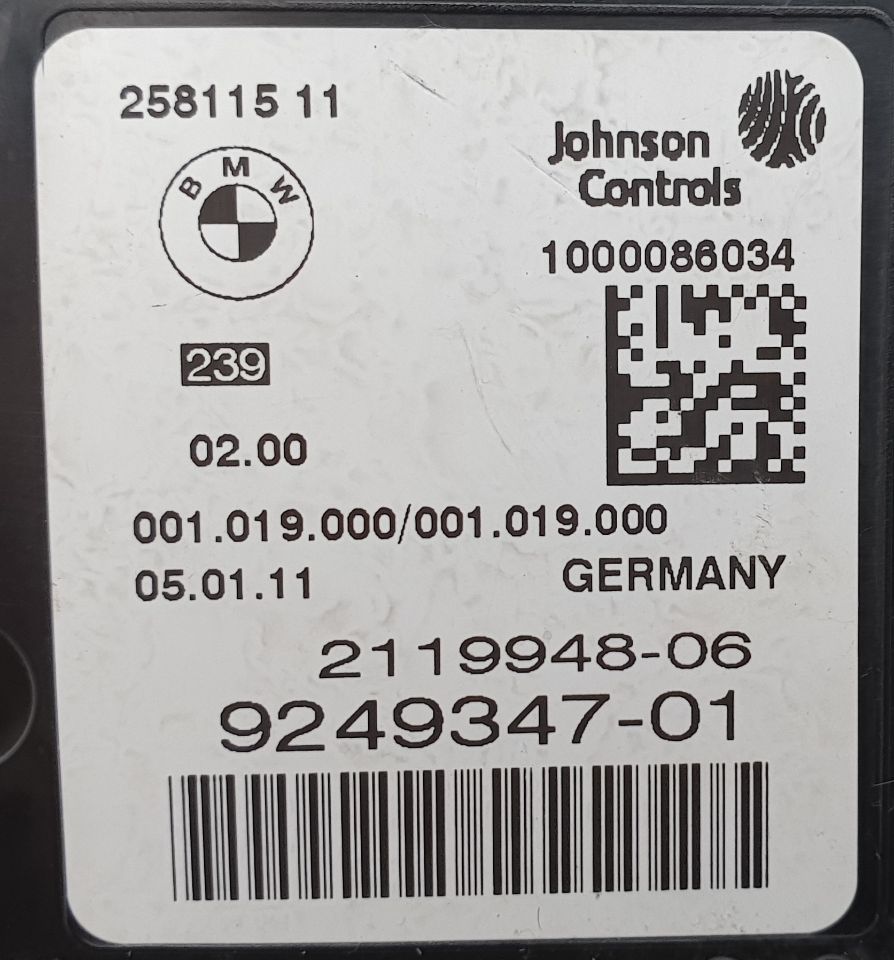 258115 11
BMW
Johnson
Controls
1000086034
239
02.00
001.019.000/001.019.000
05.01.11 GERMANY
2119948-06
9249347-01